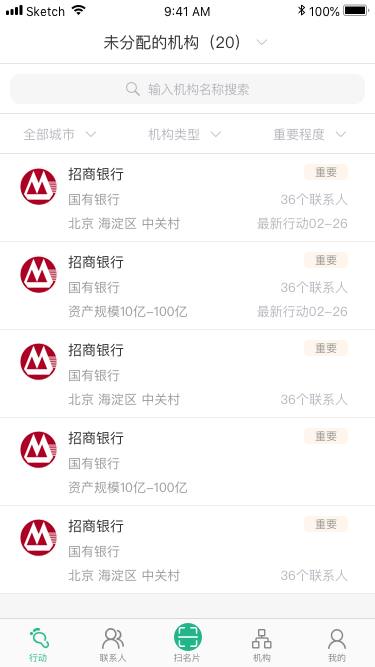 Sketch 9:41 AM 100%
未分配的机构（20）
输入机构名称搜索
全部城市 机构类型 重要程度
招商银行 重要
国有银行 36个联系人
北京 海淀区 中关村 最新行动02-26
招商银行 重要
国有银行 36个联系人
资产规模10亿-100亿 最新行动02-26
招商银行 重要
国有银行
北京 海淀区 中关村 36个联系人
招商银行 重要
国有银行
资产规模10亿-100亿
招商银行 重要
国有银行
北京 海淀区 中关村 36个联系人
行动 联系人 扫名片 机构 我的